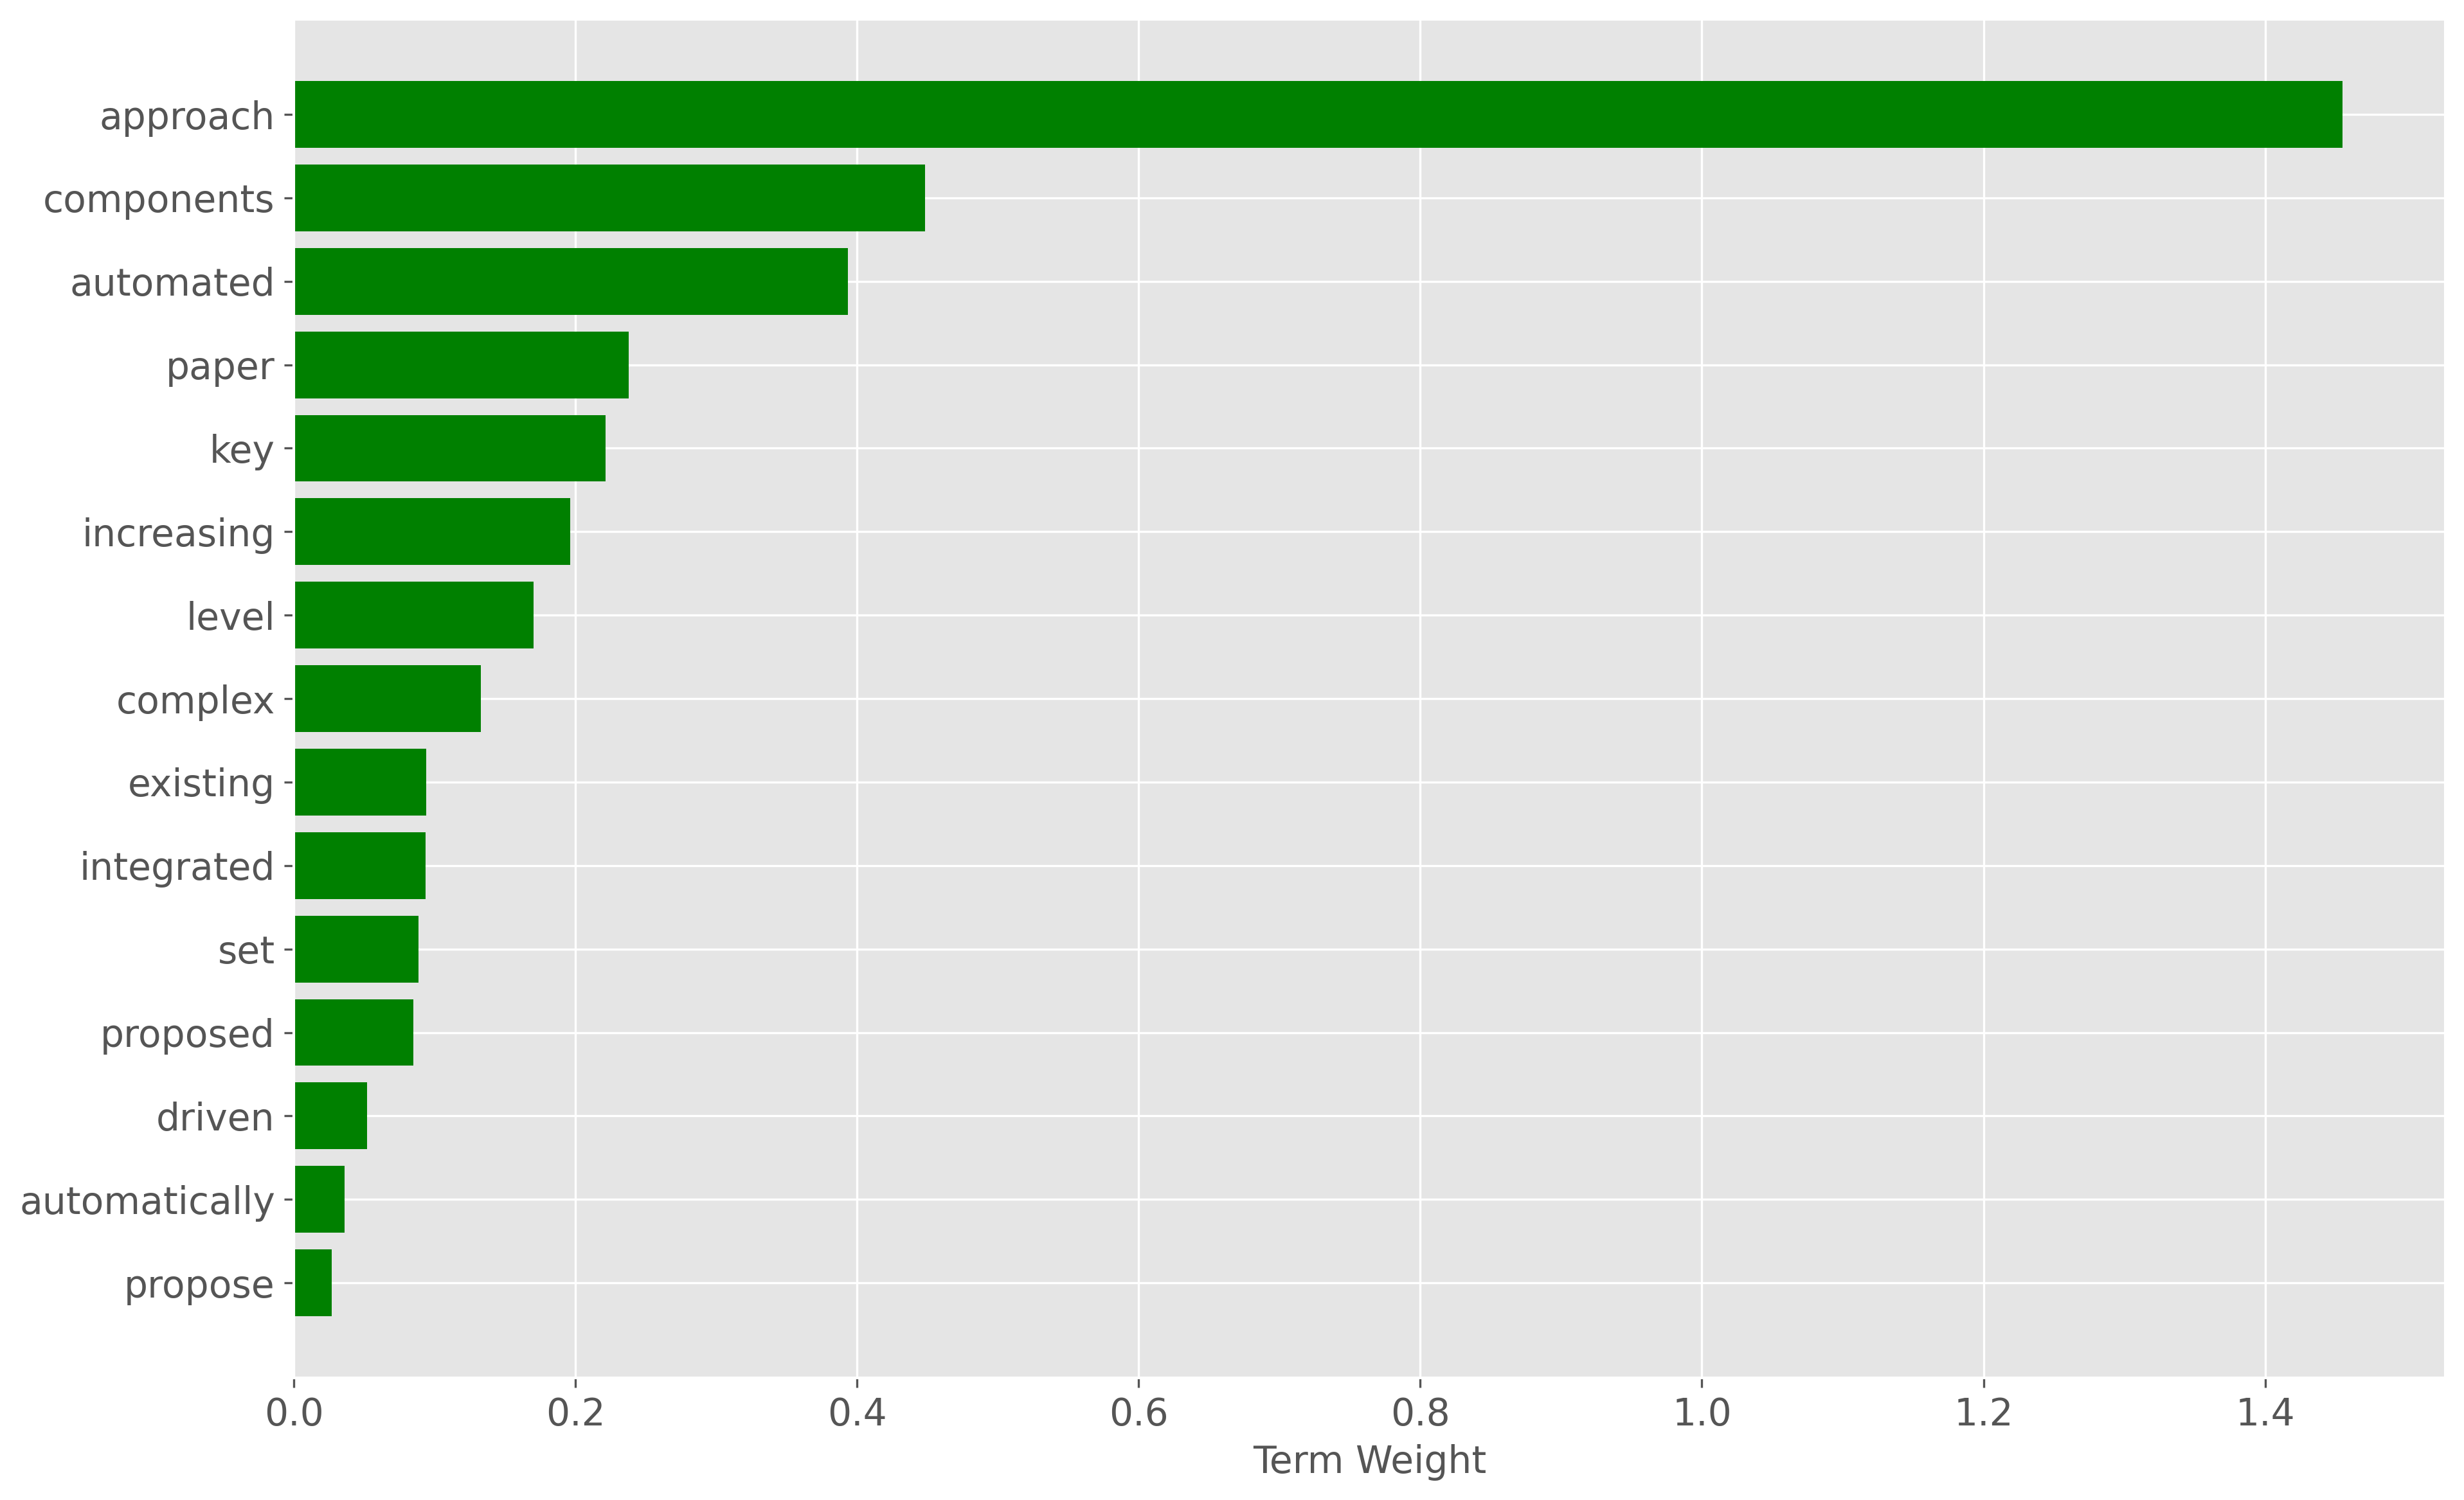 approach
components
automated
paper
key
increasing
level
complex
existing
integrated
set
proposed
driven
automatically
propose
0.0 0.2 0.4 0.6 0.8 1.0 1.2 1.4
Term Weight